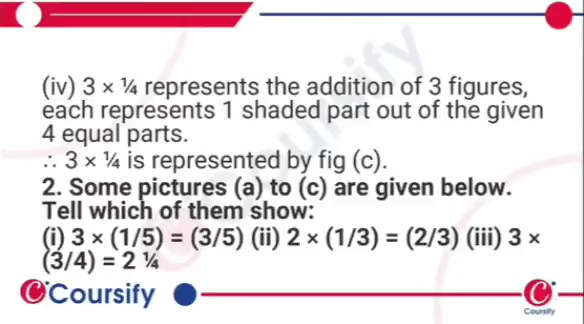 (iv) 3 × ¼ represents the addition of 3 figures,
each represents 1 shaded part out of the given
4 equal parts.
∴ 3 × ¼ is represented by fig (c).
2. Some pictures (a) to (c) are given below.
Tell which of them show:
(i) 3 × (1/5) = (3/5) (ii) 2 × (1/3) = (2/3) (iii) 3 ×
(3/4) = 2 ¼
Coursify
Coursify
Coursify